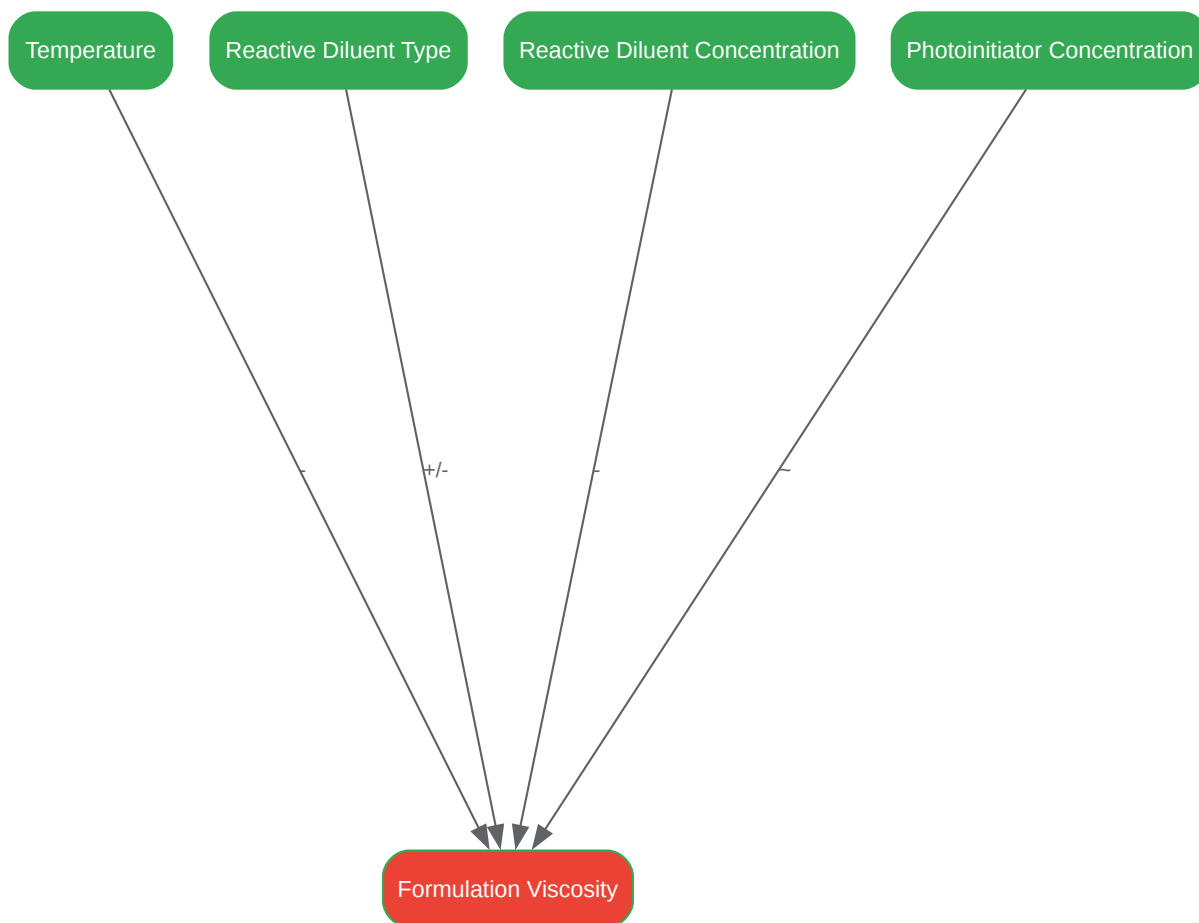 Temperature
Reactive Diluent Type
Reactive Diluent Concentration
Photoinitiator Concentration
-
+/-
-
~
Formulation Viscosity